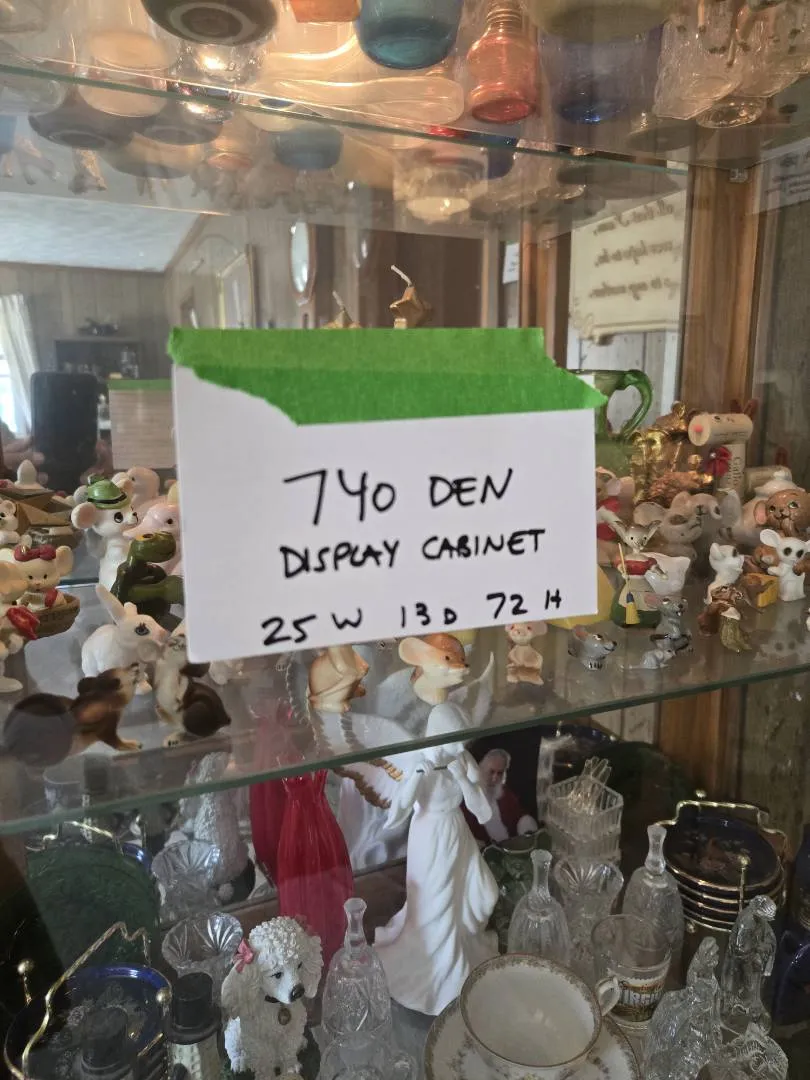 740 DEN
DISPLAY CABINET
25 W 13 D 72 H